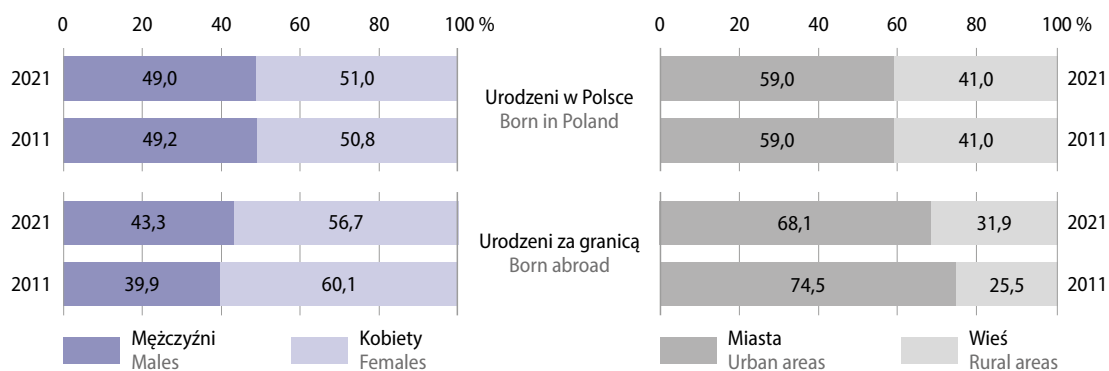 0 20 40 60 80 100 %
2021 49,0 51,0
2011 49,2 50,8
2021 43,3 56,7
2011 39,9 60,1
Mężczyźni
Males
Kobiety
Females
Urodzeni w Polsce
Born in Poland
Urodzeni za granicą
Born abroad
0 20 40 60 80 100 %
59,0 41,0 2021
59,0 41,0 2011
68,1 31,9 2021
74,5 25,5 2011
Miasta
Urban areas
Wieś
Rural areas